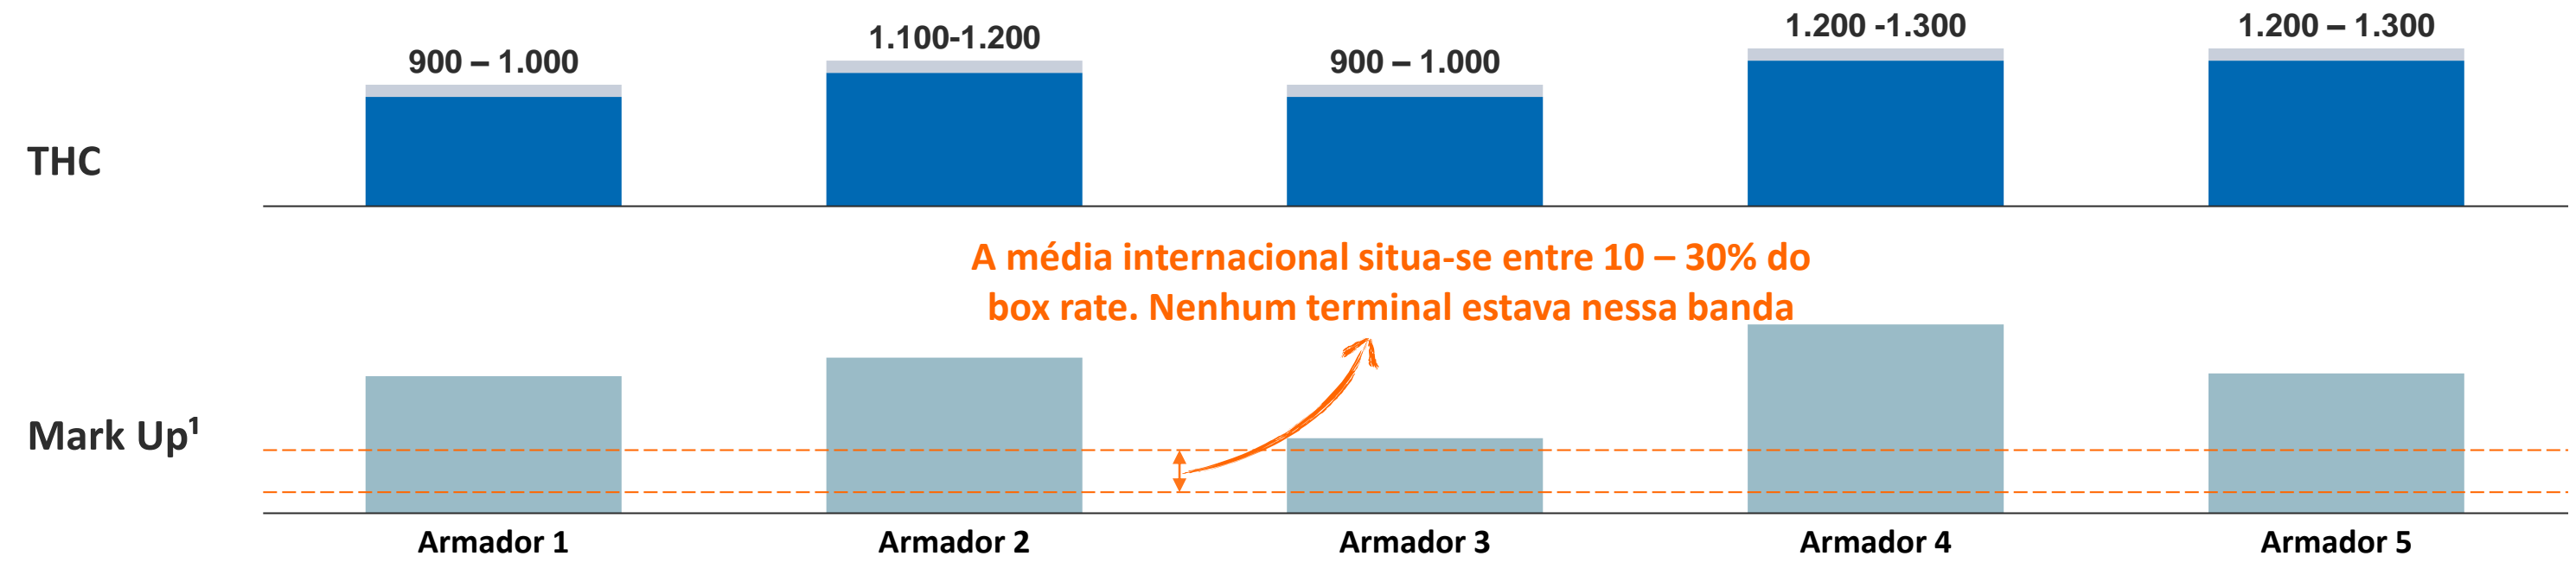 900 – 1.000
1.100-1.200
900 – 1.000
1.200 -1.300
1.200 – 1.300
THC
A média internacional situa-se entre 10 – 30% do
box rate. Nenhum terminal estava nessa banda
Mark Up¹
Armador 1
Armador 2
Armador 3
Armador 4
Armador 5